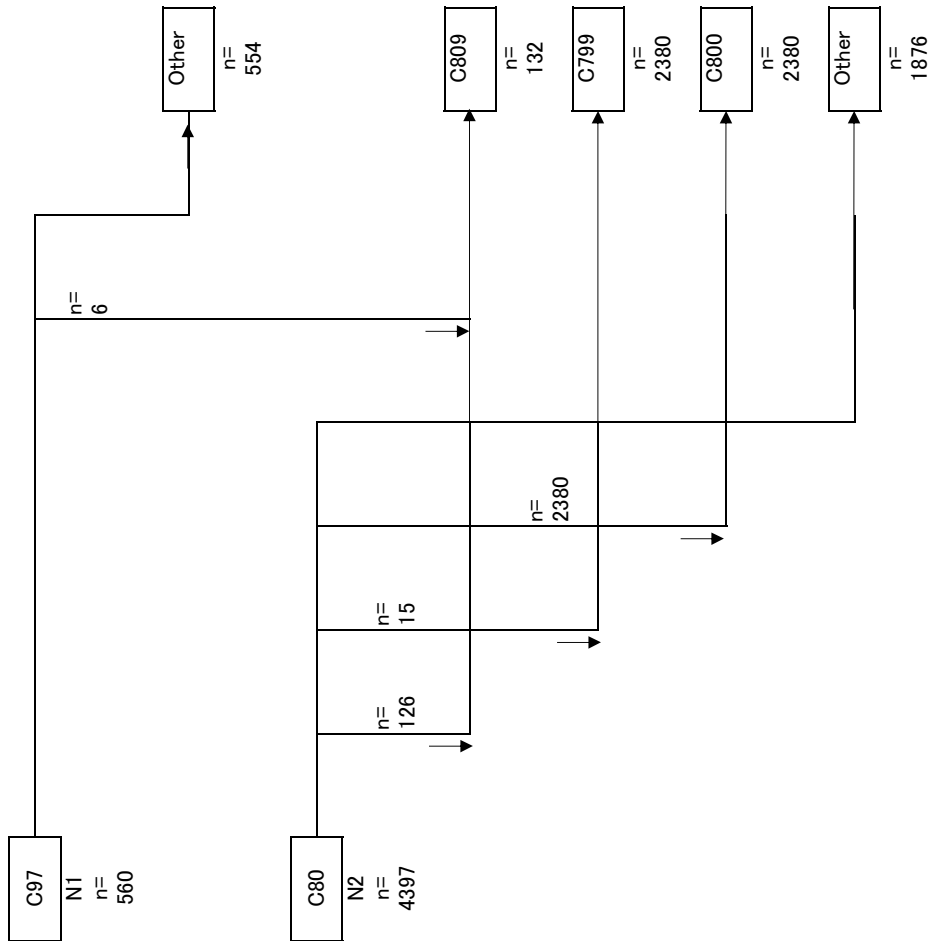 C97
N1
n=
560
n=
6
Other
n=
554
C80
N2
n=
4397
n=
126
n=
15
n=
2380
C809
n=
132
C799
n=
2380
C800
n=
2380
Other
n=
1876